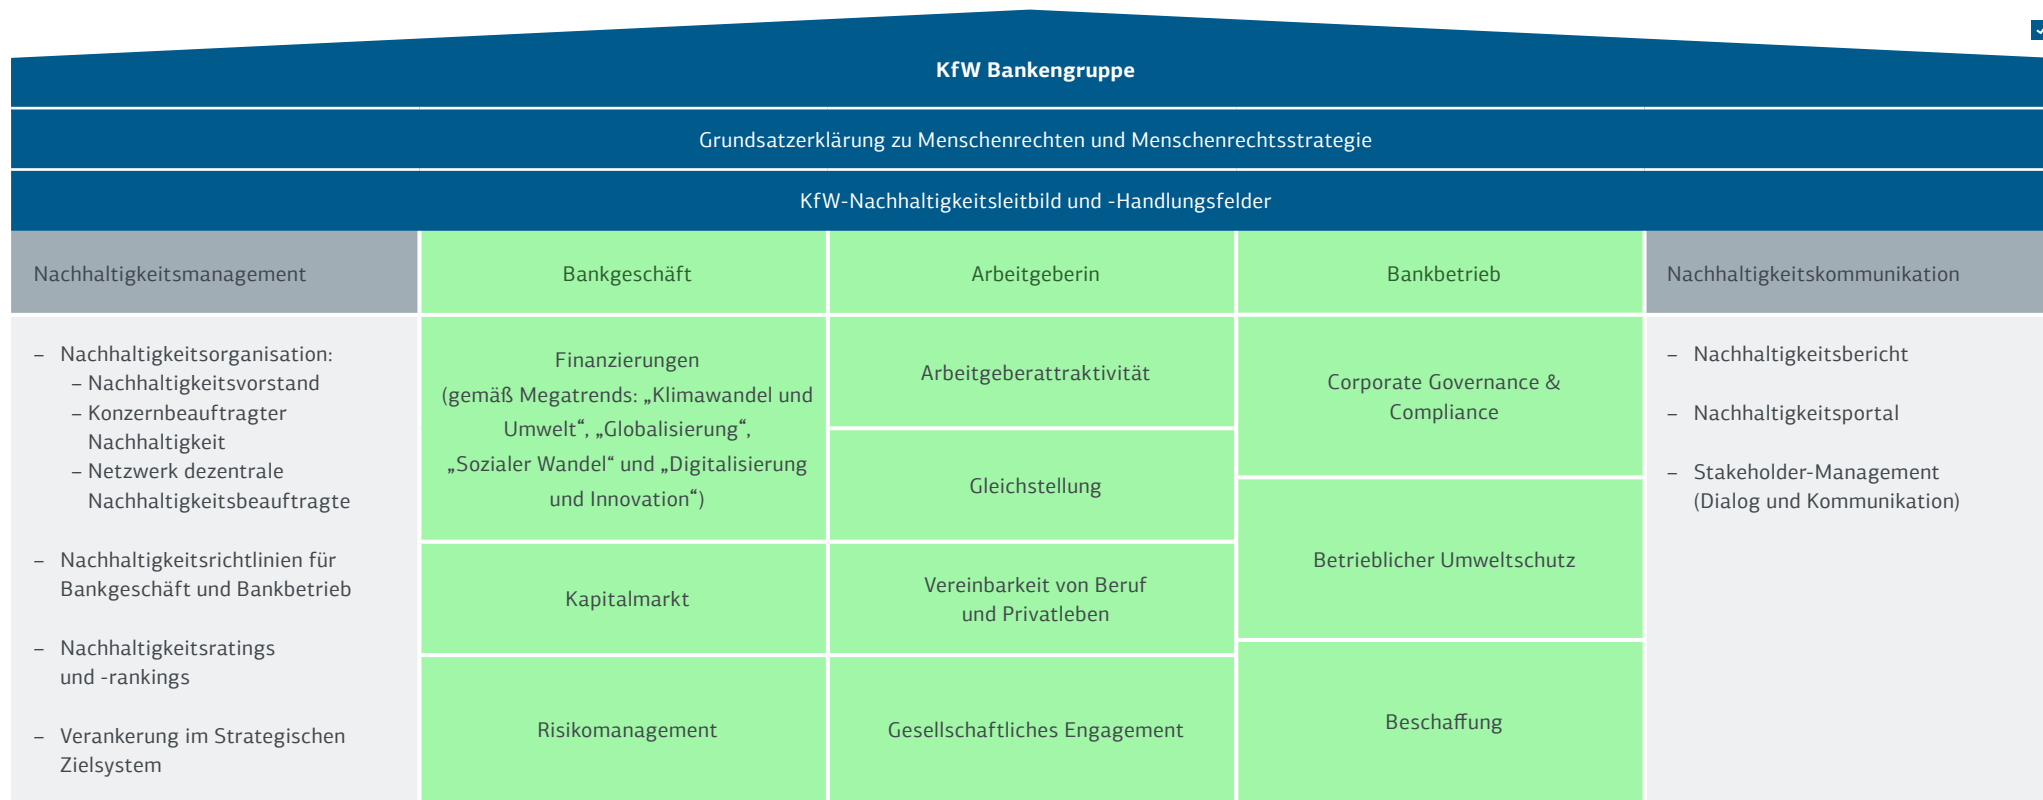 KfW Bankengruppe
Grundsatzerklärung zu Menschenrechten und Menschenrechtsstrategie
KfW-Nachhaltigkeitsleitbild und -Handlungsfelder
Nachhaltigkeitsmanagement
Bankgeschäft
Arbeitgeberin
Bankbetrieb
Nachhaltigkeitskommunikation
– Nachhaltigkeitsorganisation:
– Nachhaltigkeitsvorstand
– Konzernbeauftragter
Nachhaltigkeit
– Netzwerk dezentrale
Nachhaltigkeitsbeauftragte
– Nachhaltigkeitsrichtlinien für
Bankgeschäft und Bankbetrieb
– Nachhaltigkeitsratings
und -rankings
– Verankerung im Strategischen
Zielsystem
Finanzierungen
(gemäß Megatrends: „Klimawandel und
Umwelt“, „Globalisierung“,
„Sozialer Wandel“ und „Digitalisierung
und Innovation“)
Kapitalmarkt
Risikomanagement
Arbeitgeberattraktivität
Gleichstellung
Vereinbarkeit von Beruf
und Privatleben
Gesellschaftliches Engagement
Corporate Governance &
Compliance
Betrieblicher Umweltschutz
Beschaffung
– Nachhaltigkeitsbericht
– Nachhaltigkeitsportal
– Stakeholder-Management
(Dialog und Kommunikation)